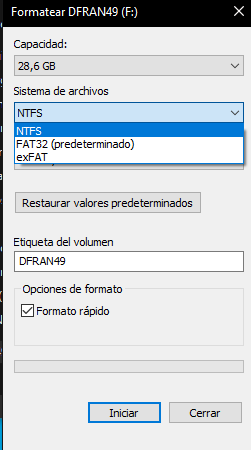 Formatear DFRAN49 (F:)
Capacidad:
28,6 GB
Sistema de archivos
NTFS
NTFS
FAT32 (predeterminado)
exFAT
Restaurar valores predeterminados
Etiqueta del volumen
DFRAN49
Opciones de formato
Formato rápido
Iniciar
Cerrar